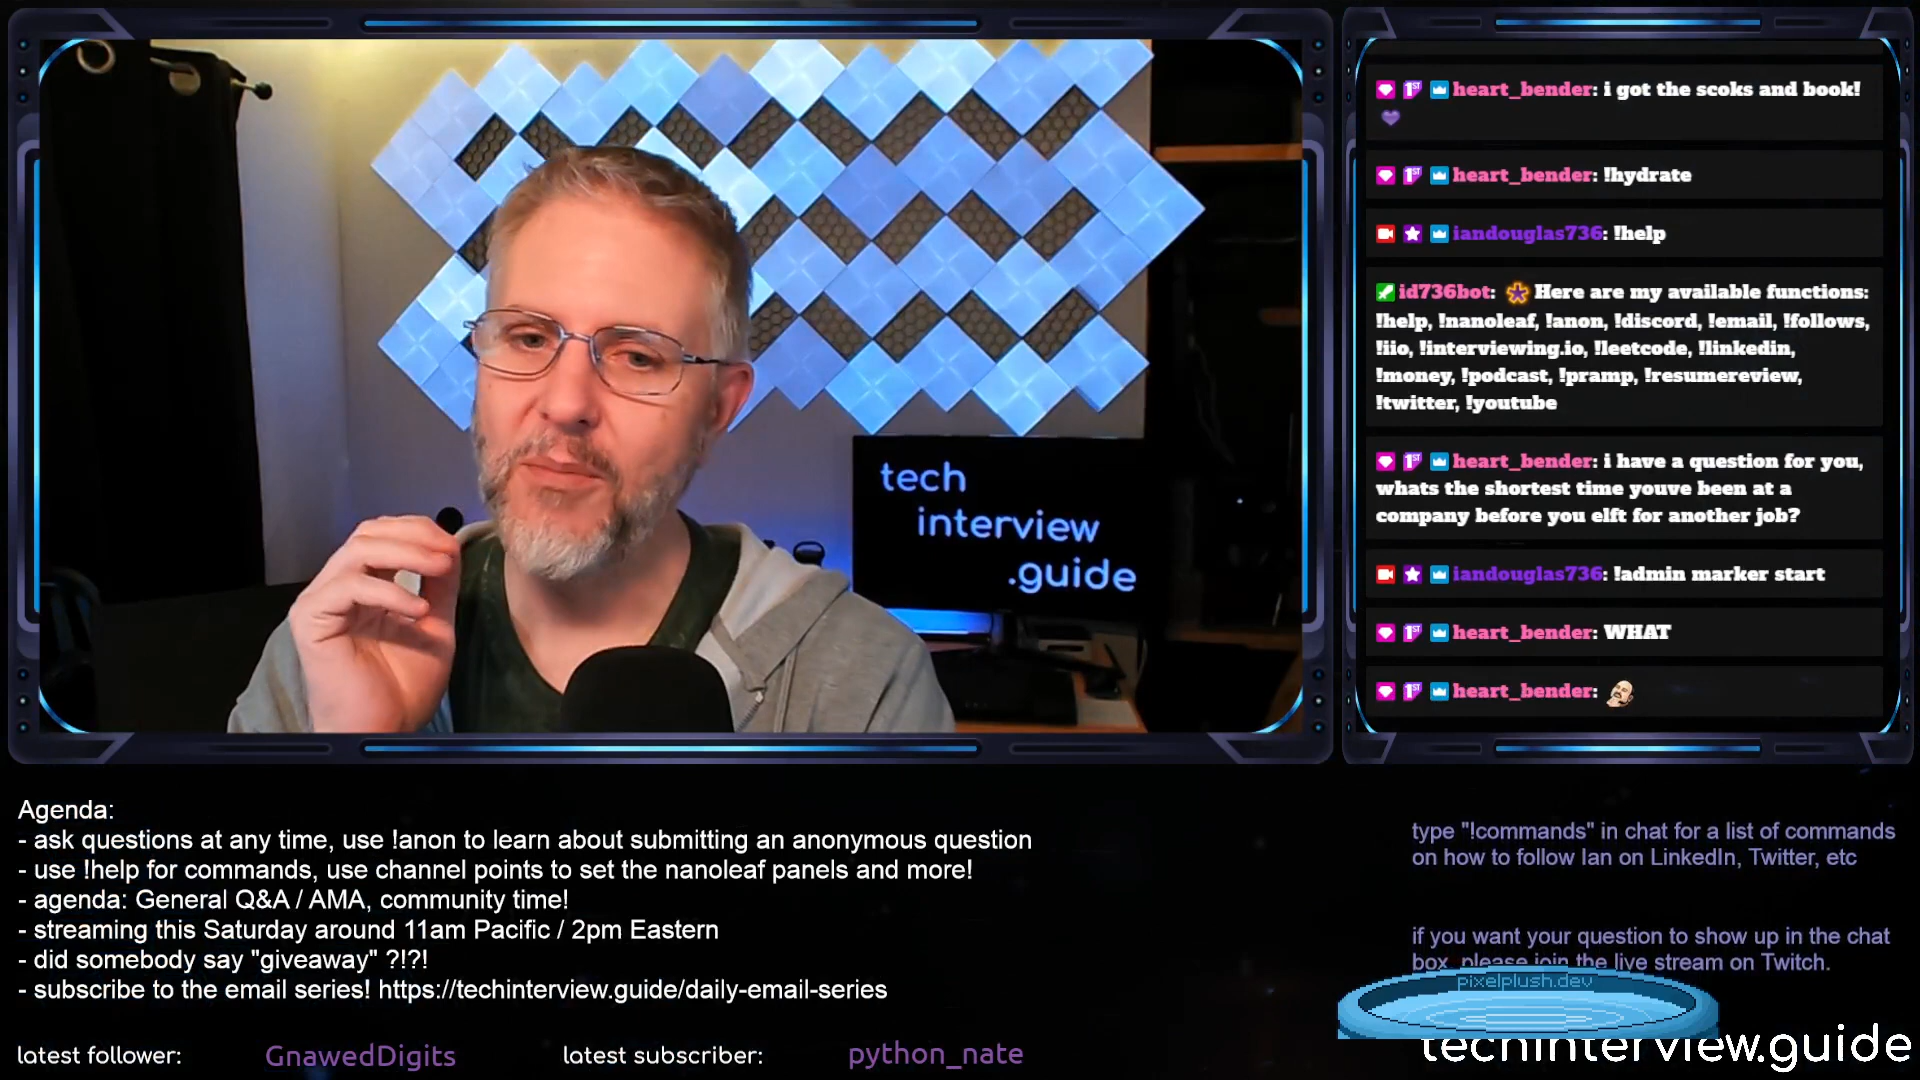 tech
interview
.guide
heart_bender: i got the scoks and book!
heart_bender: !hydrate
iandouglas736: !help
id736bot: Here are my available functions:
!help, !nanoleaf, !anon, !discord, !email, !follows,
!iio, !interviewing.io, !leetcode, !linkedin,
!money, !podcast, !pramp, !resumereview,
!twitter, !youtube
heart_bender: i have a question for you,
whats the shortest time youve been at a
company before you elft for another job?
iandouglas736: !admin marker start
heart_bender: WHAT
heart_bender:
Agenda:
- ask questions at any time, use !anon to learn about submitting an anonymous question
- use !help for commands, use channel points to set the nanoleaf panels and more!
- agenda: General Q&A / AMA, community time!
- streaming this Saturday around 11am Pacific / 2pm Eastern
- did somebody say "giveaway" ?!?!
- subscribe to the email series! https://techinterview.guide/daily-email-series
latest follower: GnawedDigits latest subscriber: python_nate
type "!commands" in chat for a list of commands
on how to follow Ian on LinkedIn, Twitter, etc
if you want your question to show up in the chat
box, please join the live stream on Twitch.
pixelplush.dev
techinterview.guide